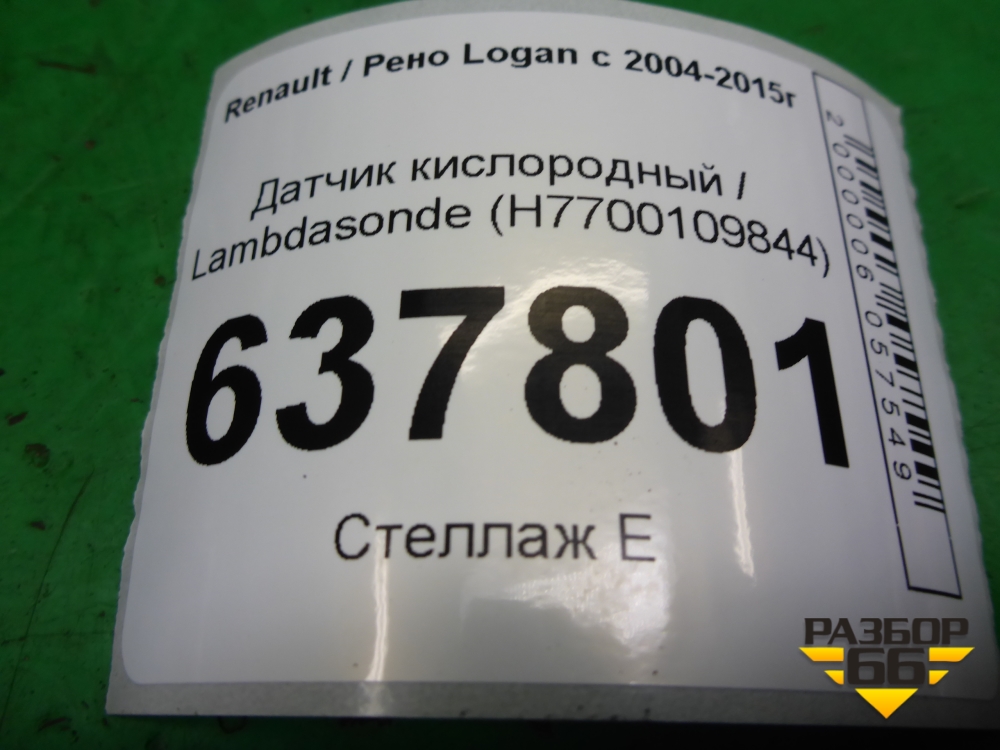 Renault / Рено Logan с 2004-2015г
Датчик кислородный /
Lambdasonde (H7700109844)
637801
Стеллаж Е
2000006057549
РАЗБОР
66